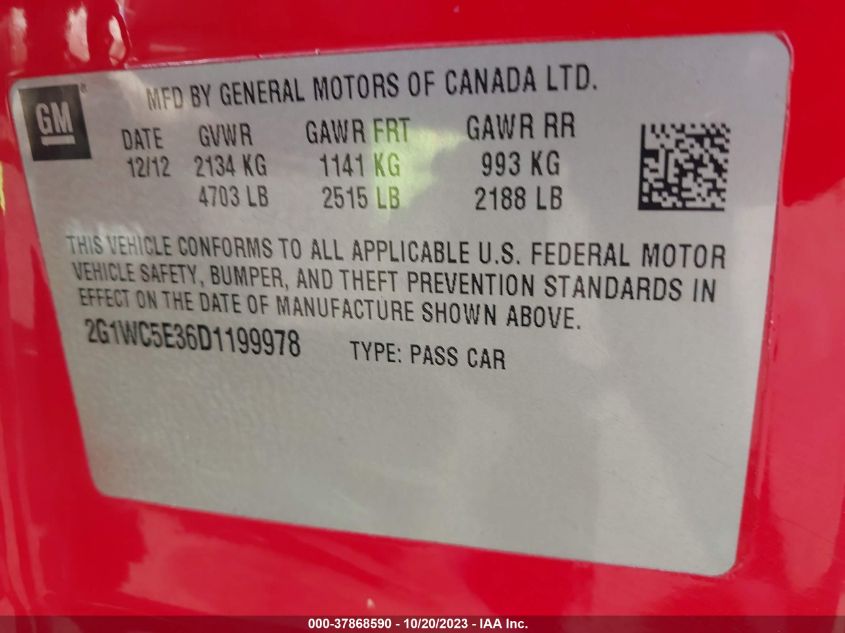 MFD BY GENERAL MOTORS OF CANADA LTD.
GM®
DATE GVWR GAWR FRT GAWR RR
12/12 2134 KG 1141 KG 993 KG
4703 LB 2515 LB 2188 LB
THIS VEHICLE CONFORMS TO ALL APPLICABLE U.S. FEDERAL MOTOR
VEHICLE SAFETY, BUMPER, AND THEFT PREVENTION STANDARDS IN
EFFECT ON THE DATE OF MANUFACTURE SHOWN ABOVE.
2G1WC5E36D1199978 TYPE: PASS CAR
000-37868590 - 10/20/2023 - IAA Inc.